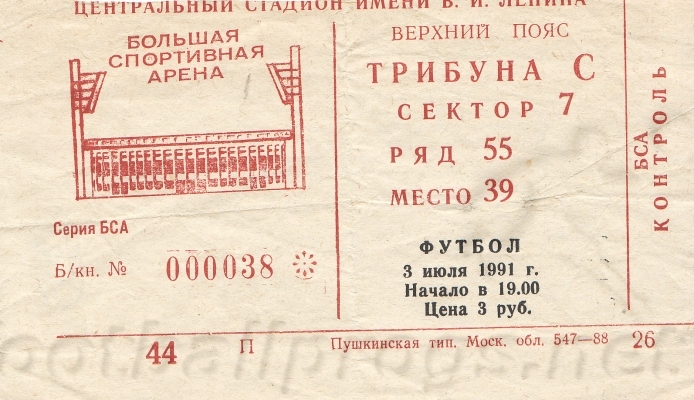 ЦЕНТРАЛЬНЫЙ СТАДИОН ИМЕНИ В. И. ЛЕНИНА
БОЛЬШАЯ
СПОРТИВНАЯ
АРЕНА
Серия БСА
Б/кн. № 000038
ВЕРХНИЙ ПОЯС
ТРИБУНА С
СЕКТОР 7
РЯД 55
МЕСТО 39
ФУТБОЛ
3 июля 1991 г.
Начало в 19.00
Цена 3 руб.
БСА
КОНТРОЛЬ
44 П Пушкинская тип. Моск. обл. 547—88 26